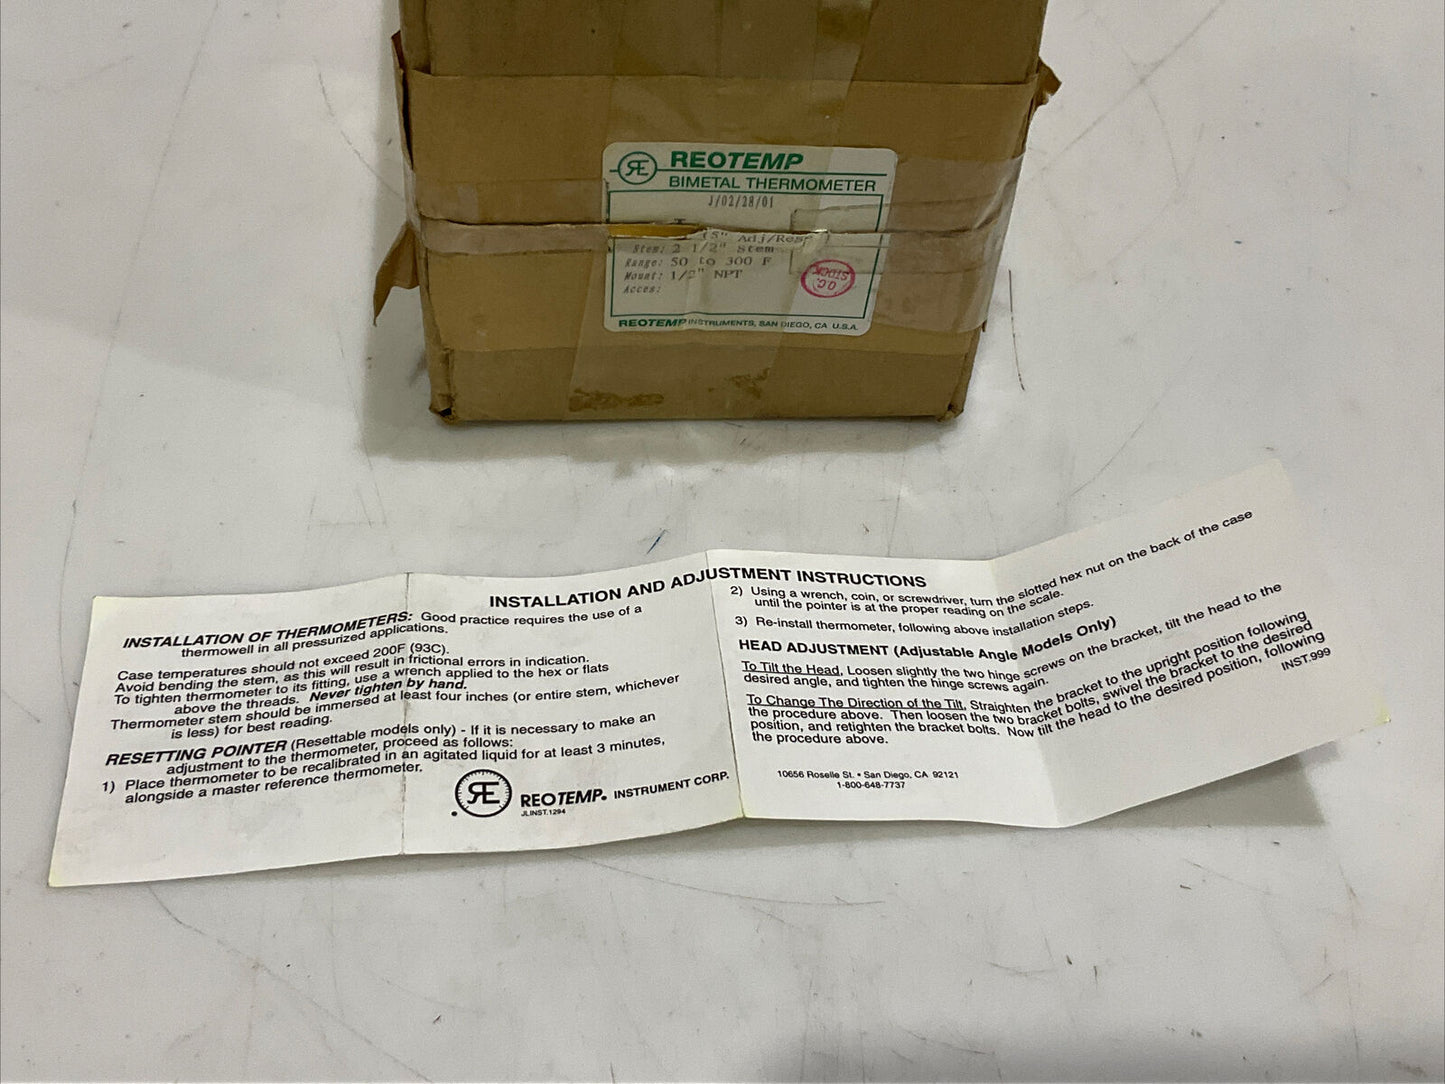 RE
REOTEMP
BIMETAL THERMOMETER
J/02/28/01
(5" Adj/Rese
Stem: 2 1/2" Stem
Range: 50 to 300 F
Mount: 1/2" NPT
Acces:
Q.C.
STOCK
REOTEMP INSTRUMENTS, SAN DIEGO, CA U.S.A.
INSTALLATION AND ADJUSTMENT INSTRUCTIONS
INSTALLATION OF THERMOMETERS: Good practice requires the use of a
thermowell in all pressurized applications.
Case temperatures should not exceed 200F (93C).
Avoid bending the stem, as this will result in frictional errors in indication.
To tighten thermometer to its fitting, use a wrench applied to the hex or flats
above the threads. Never tighten by hand.
Thermometer stem should be immersed at least four inches (or entire stem, whichever
is less) for best reading.
RESETTING POINTER (Resettable models only) - If it is necessary to make an
adjustment to the thermometer, proceed as follows:
1) Place thermometer to be recalibrated in an agitated liquid for at least 3 minutes,
alongside a master reference thermometer.
RE
REOTEMP. INSTRUMENT CORP.
JLINST.1294
2) Using a wrench, coin, or screwdriver, turn the slotted hex nut on the back of the case
until the pointer is at the proper reading on the scale.
3) Re-install thermometer, following above installation steps.
HEAD ADJUSTMENT (Adjustable Angle Models Only)
To Tilt the Head, Loosen slightly the two hinge screws on the bracket, tilt the head to the
desired angle, and tighten the hinge screws again.
To Change The Direction of the Tilt, Straighten the bracket to the upright position following
the procedure above. Then loosen the two bracket bolts, swivel the bracket to the desired
position, and retighten the bracket bolts. Now tilt the head to the desired position, following
the procedure above.
INST.999
10656 Roselle St. • San Diego, CA 92121
1-800-648-7737